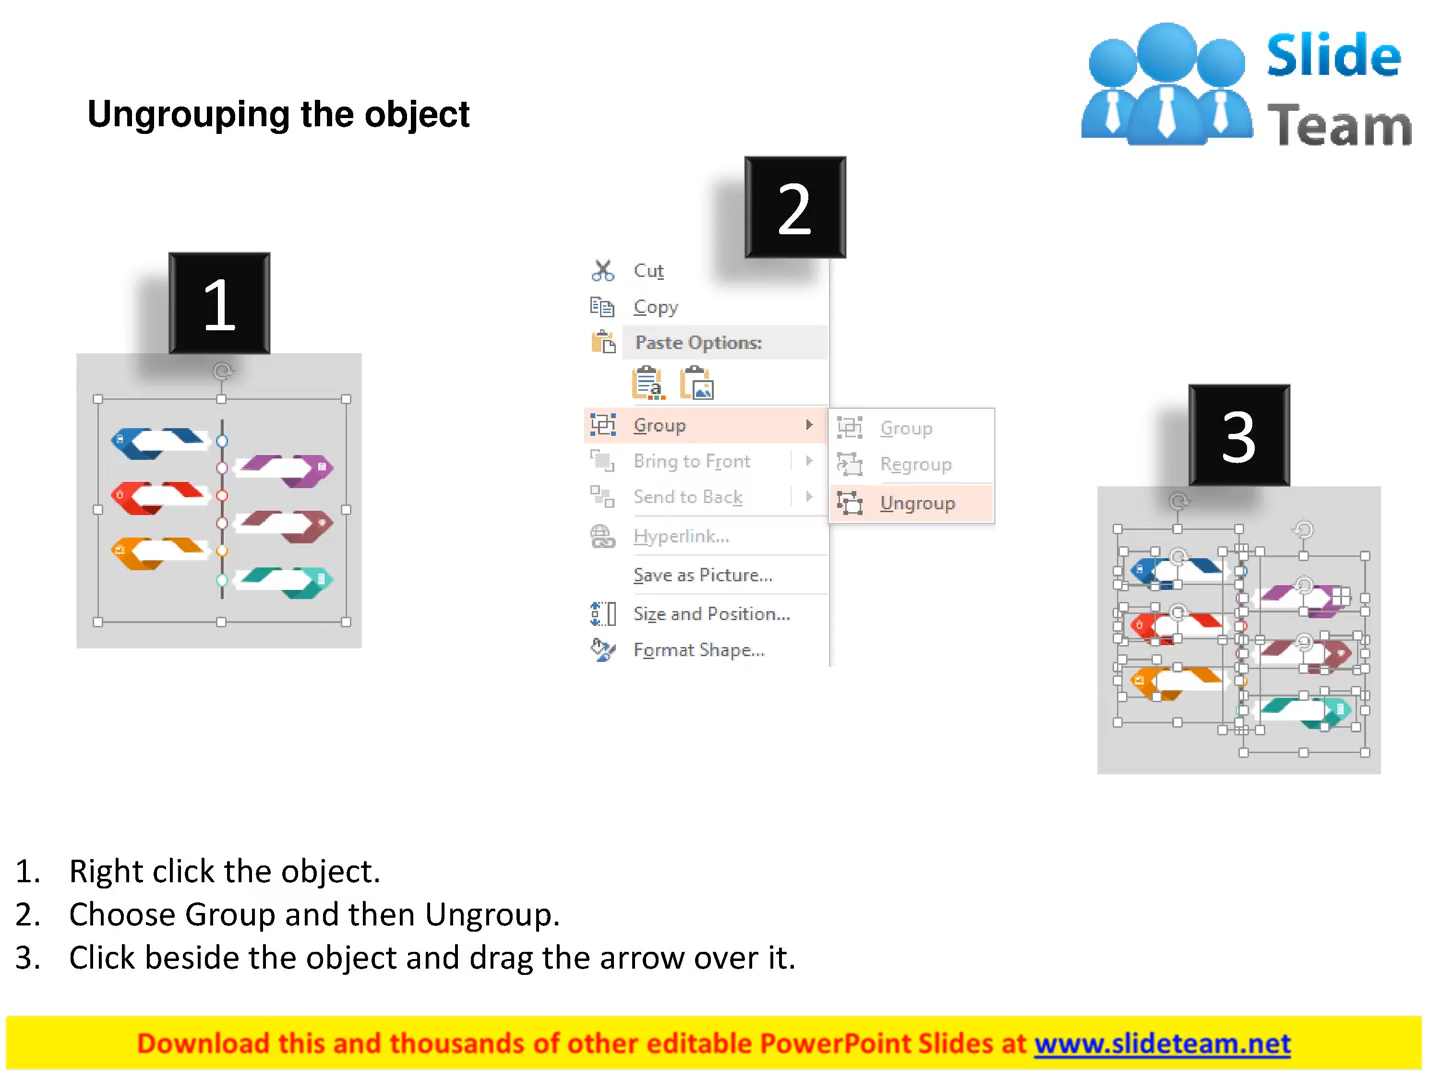 Slide
Team
Ungrouping the object
1
2
3
Cut
Copy
Paste Options:
Group
Bring to Front
Send to Back
Hyperlink...
Save as Picture...
Size and Position...
Format Shape...
Group
Regroup
Ungroup
1. Right click the object.
2. Choose Group and then Ungroup.
3. Click beside the object and drag the arrow over it.
Download this and thousands of other editable PowerPoint Slides at www.slideteam.net